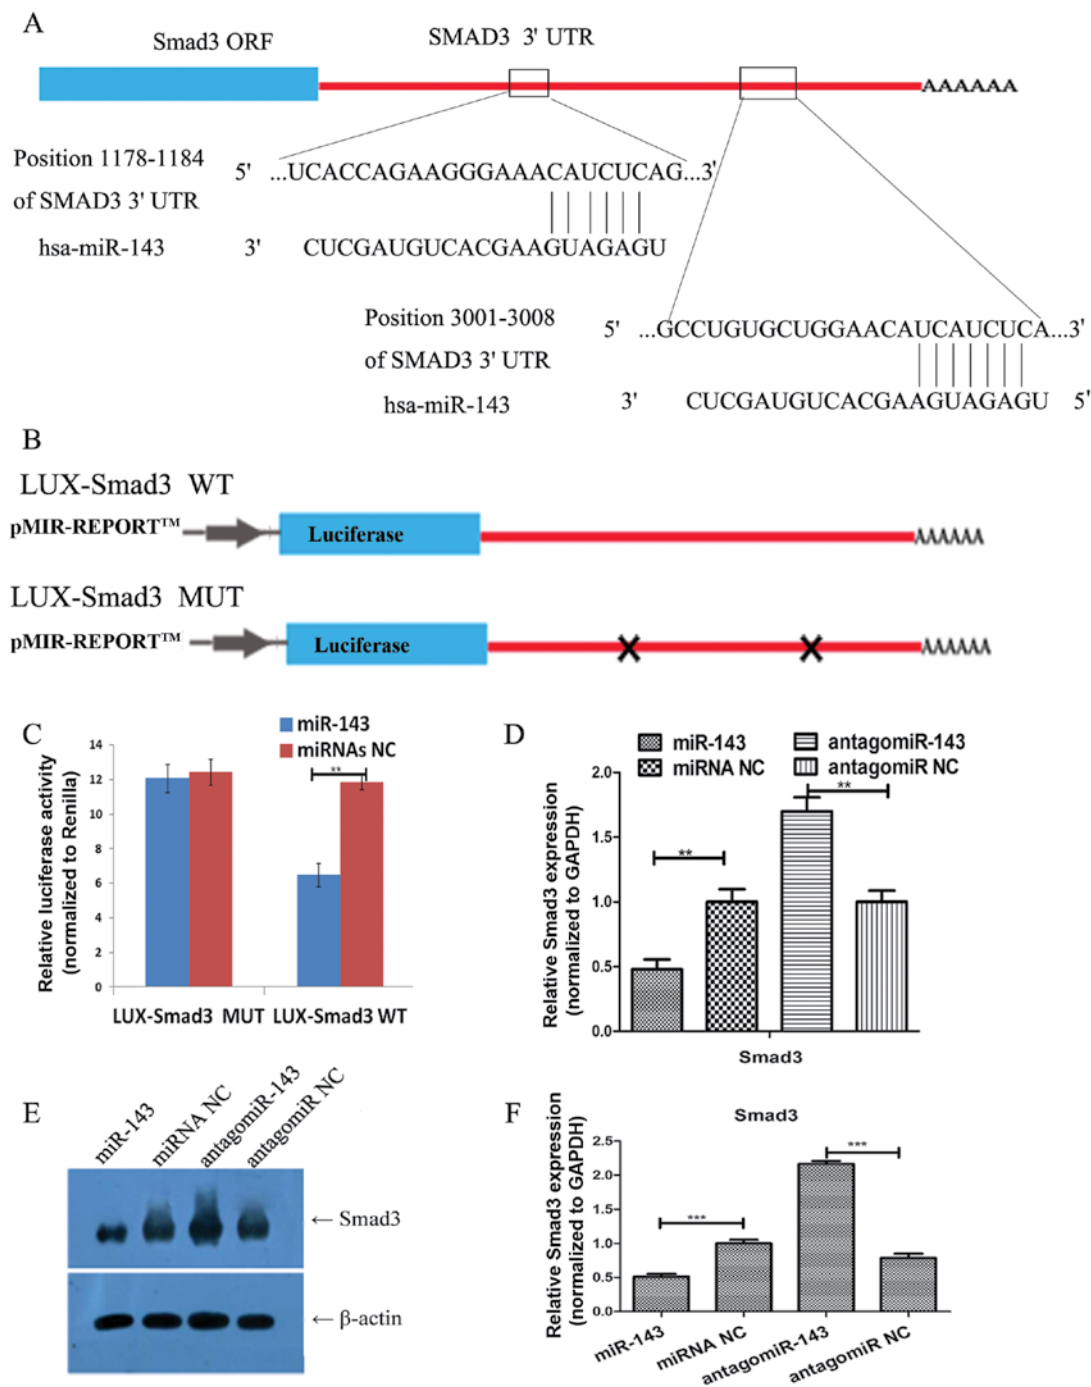 A
Smad3 ORF
SMAD3 3' UTR
AAAAAA
Position 1178-1184
of SMAD3 3' UTR
5' ...UCACCAGAAGGGAAACAUCUCAG...3'
hsa-miR-143 3' CUCGAUGUCACGAAGUAGAGU
Position 3001-3008
of SMAD3 3' UTR
5' ...GCCUGUGCUGGAACAUCAUCUCA...3'
hsa-miR-143 3' CUCGAUGUCACGAAGUAGAGU 5'
B
LUX-Smad3 WT
pMIR-REPORT™ Luciferase AAAAAA
LUX-Smad3 MUT
pMIR-REPORT™ Luciferase X X AAAAAA
C
miR-143
miRNAs NC
**
Relative luciferase activity
(normalized to Renilla)
14
12
10
8
6
4
2
0
LUX-Smad3 MUT LUX-Smad3 WT
D
miR-143 antagomiR-143
miRNA NC antagomiR NC
Relative Smad3 expression
(normalized to GAPDH)
2.0
1.5
1.0
0.5
0.0
** **
Smad3
E
miR-143
miRNA NC
antagomiR-143
antagomiR NC
← Smad3
← β-actin
F
Smad3
Relative Smad3 expression
(normalized to GAPDH)
2.5
2.0
1.5
1.0
0.5
0.0
*** ***
miR-143
miRNA NC
antagomiR-143
antagomiR NC